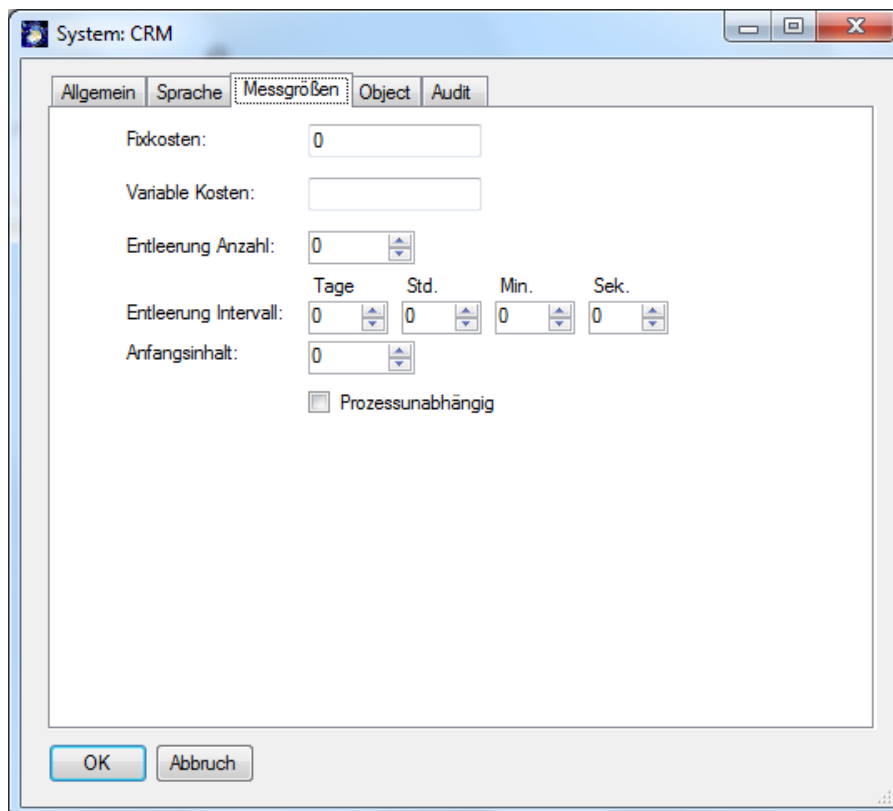 System: CRM
Allgemein Sprache Messgrößen Object Audit
Fixkosten: 0
Variable Kosten:
Entleerung Anzahl: 0
Tage Std. Min. Sek.
Entleerung Intervall: 0 0 0 0
Anfangsinhalt: 0
Prozessunabhängig
OK Abbruch